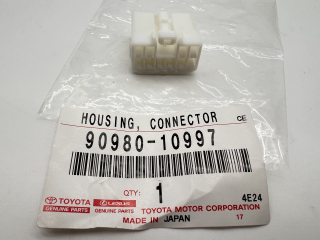 HOUSING, CONNECTOR CE
90980-10997
QTY: 1 4E24
TOYOTA LEXUS TOYOTA MOTOR CORPORATION
GENUINE PARTS GENUINE PARTS
MADE IN JAPAN 17